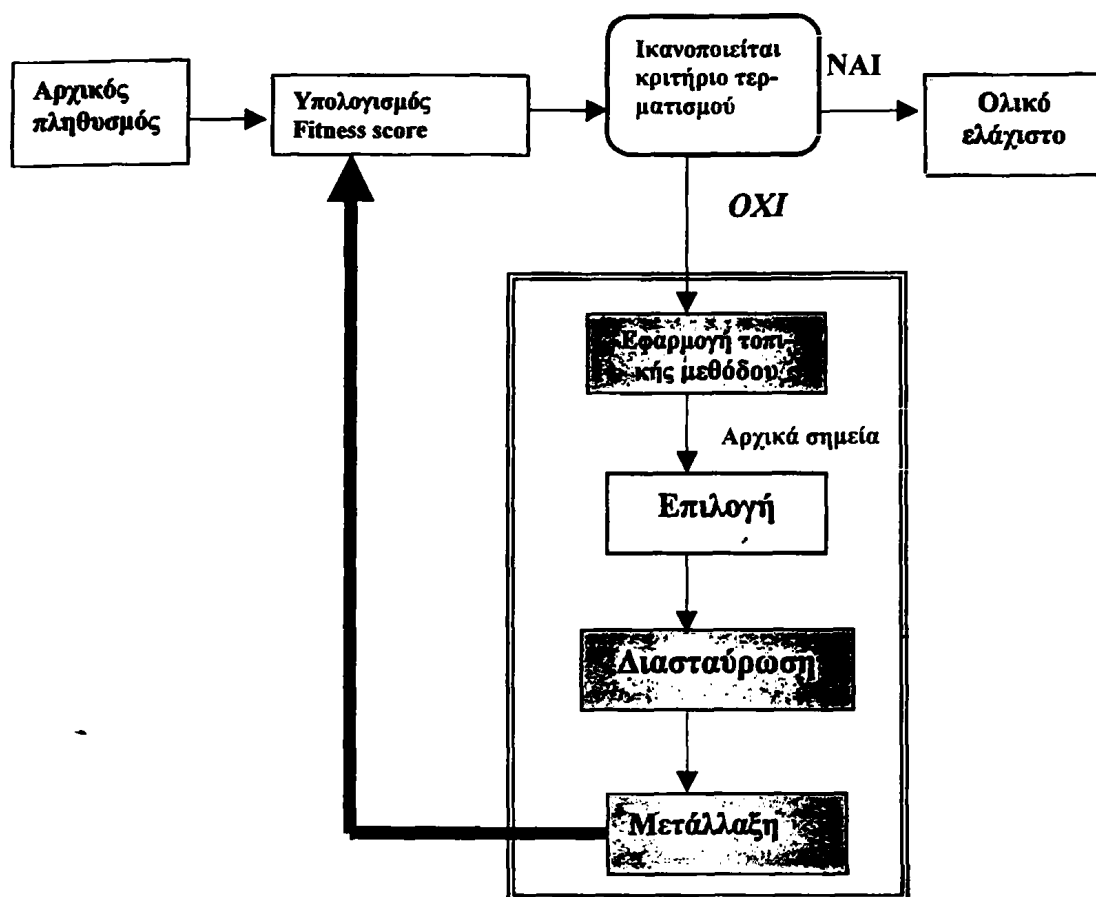 Αρχικός
πληθυσμός
Υπολογισμός
Fitness score
Ικανοποιείται
κριτήριο τερ-
ματισμού
ΝΑΙ
Ολικό
ελάχιστο
ΟΧΙ
Εφαρμογή τοπι-
κής μεθόδου
Αρχικά σημεία
Επιλογή
Διασταύρωση
Μετάλλαξη